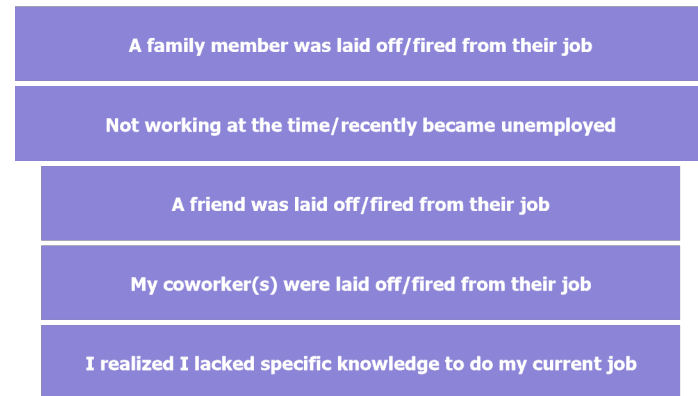 A family member was laid off/fired from their job
Not working at the time/recently became unemployed
A friend was laid off/fired from their job
My coworker(s) were laid off/fired from their job
I realized I lacked specific knowledge to do my current job